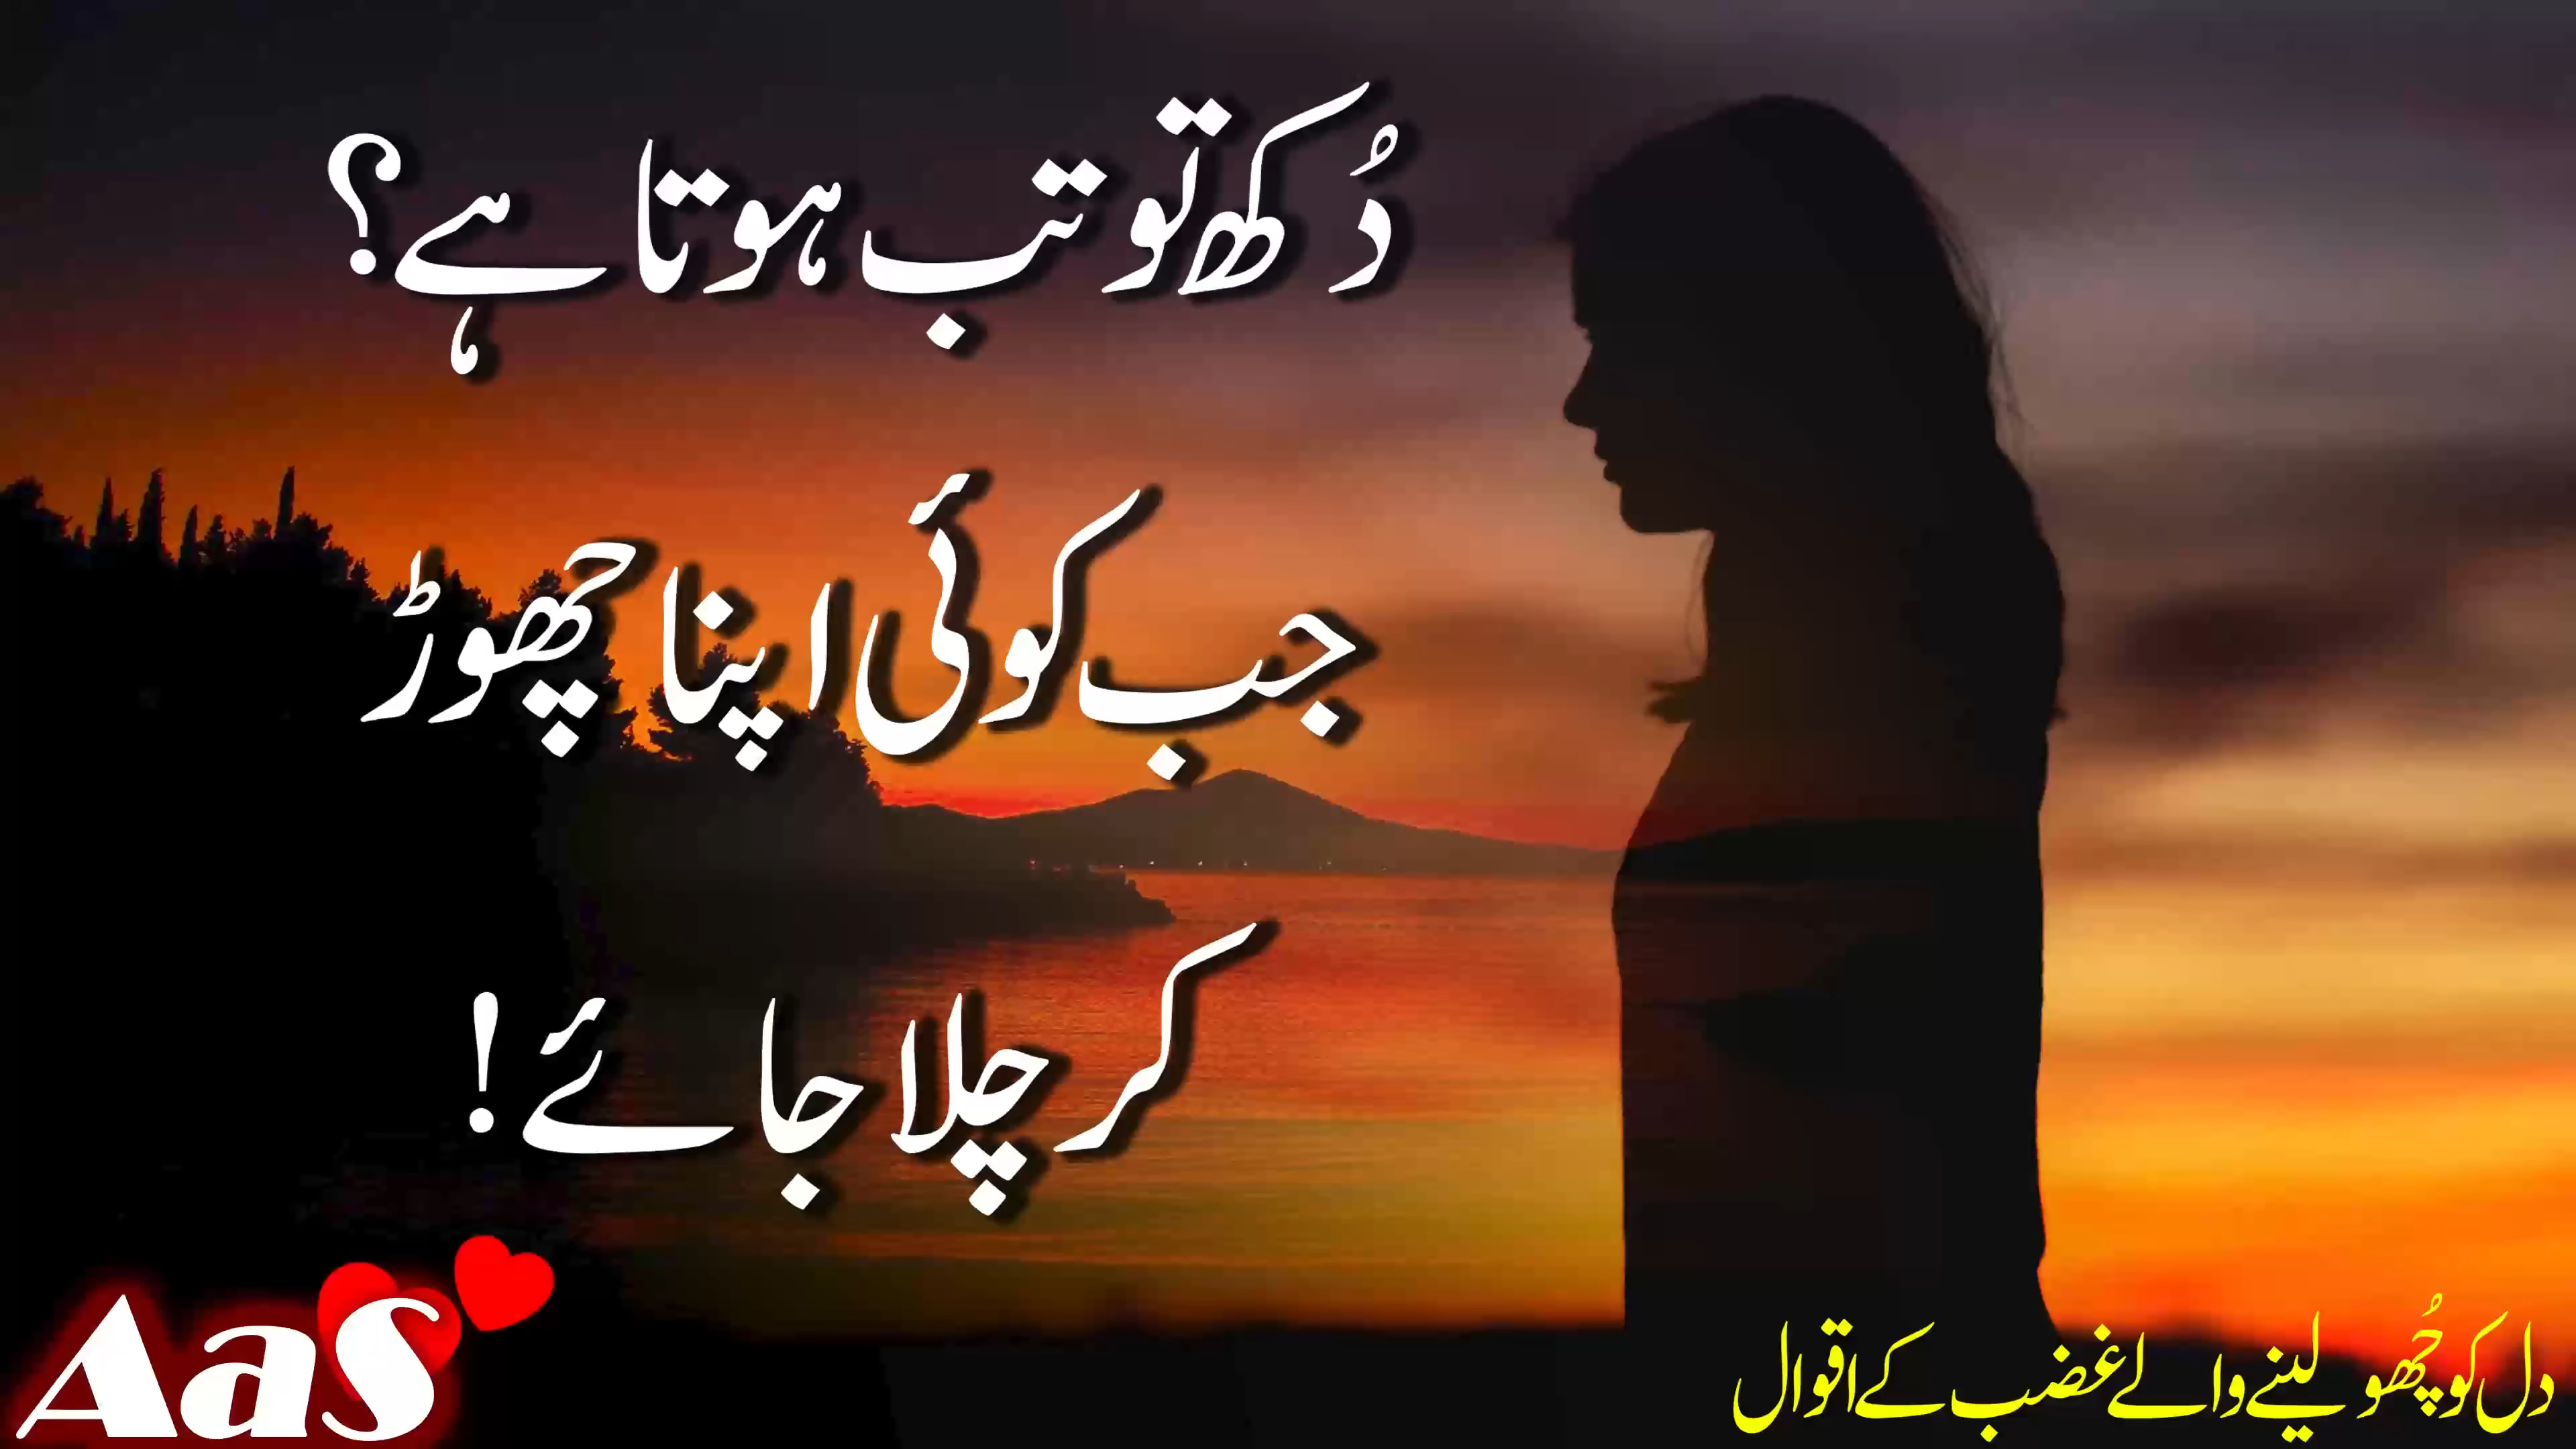 دُکھ تو تب ہوتا ہے؟
جب کوئی اپنا چھوڑ
کر چلا جائے!
AaS
دل کو چُھو لینے والے غضب کے اقوال